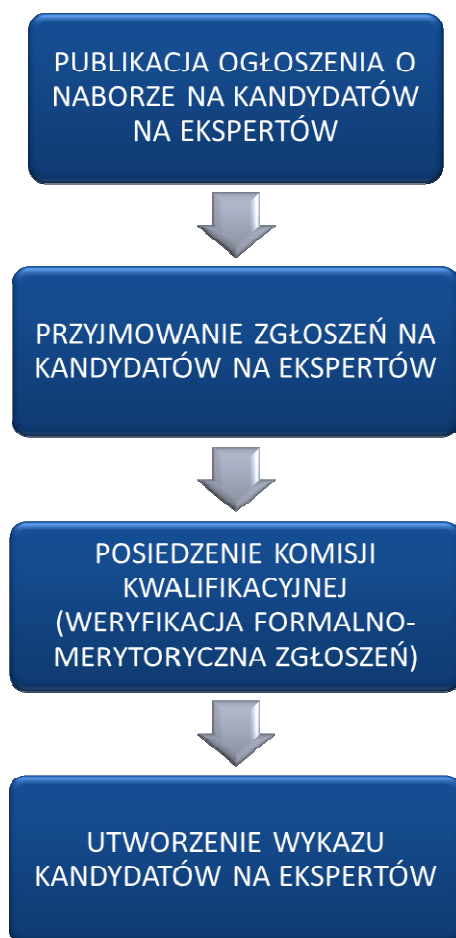 PUBLIKACJA OGŁOSZENIA O
NABORZE NA KANDYDATÓW
NA EKSPERTÓW
PRZYJMOWANIE ZGŁOSZEŃ NA
KANDYDATÓW NA EKSPERTÓW
POSIEDZENIE KOMISJI
KWALIFIKACYJNEJ
(WERYFIKACJA FORMALNO-
MERYTORYCZNA ZGŁOSZEŃ)
UTWORZENIE WYKAZU
KANDYDATÓW NA EKSPERTÓW